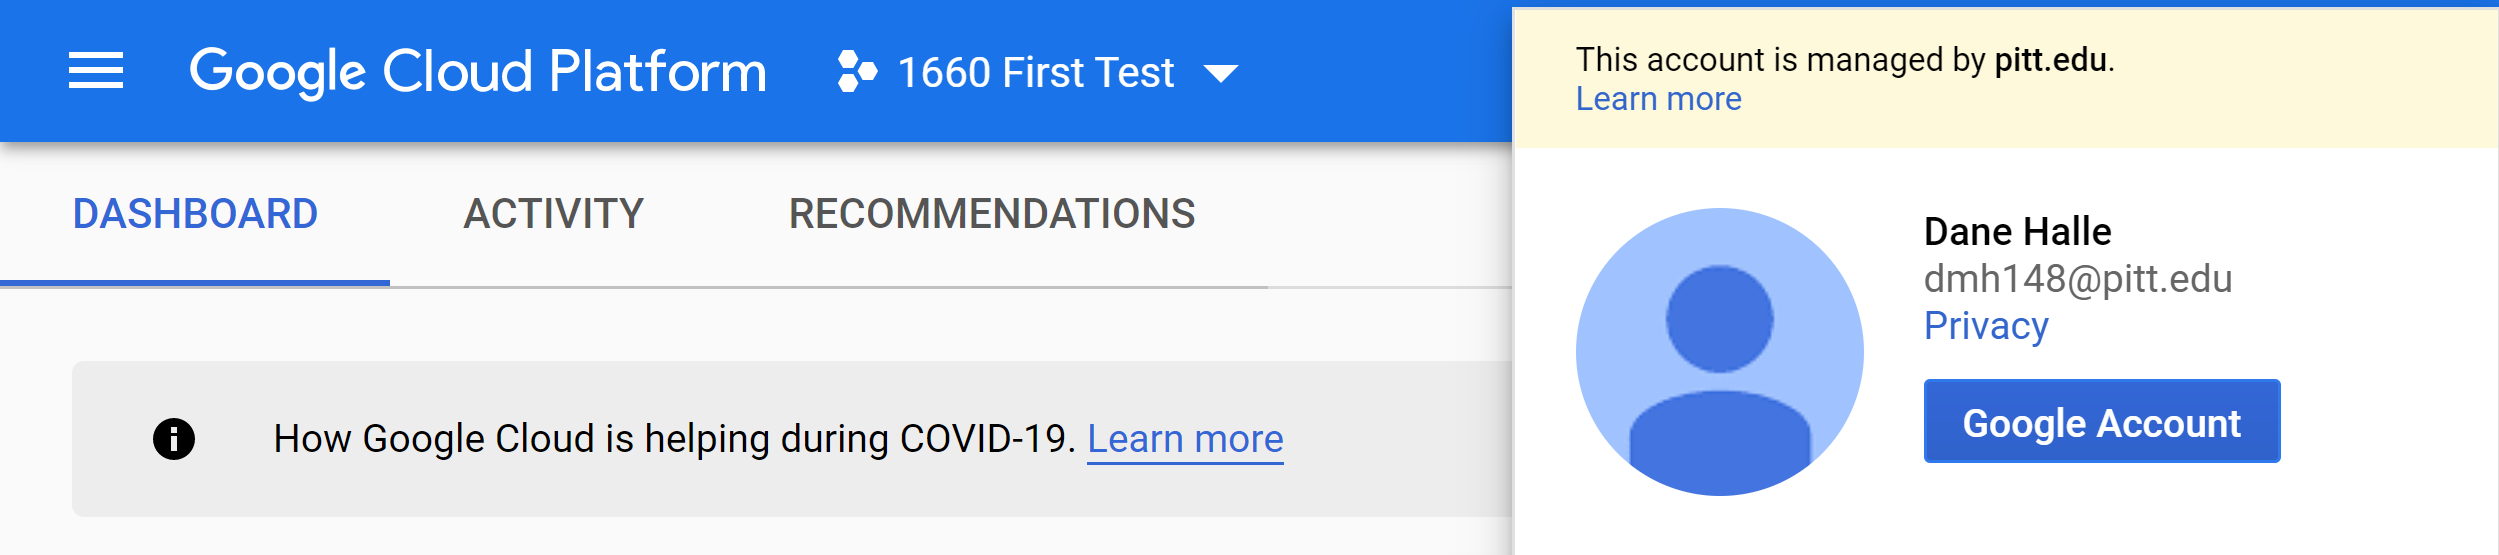 Google Cloud Platform
1660 First Test
DASHBOARD
ACTIVITY
RECOMMENDATIONS
How Google Cloud is helping during COVID-19. Learn more
This account is managed by pitt.edu.
Learn more
Dane Halle
dmh148@pitt.edu
Privacy
Google Account